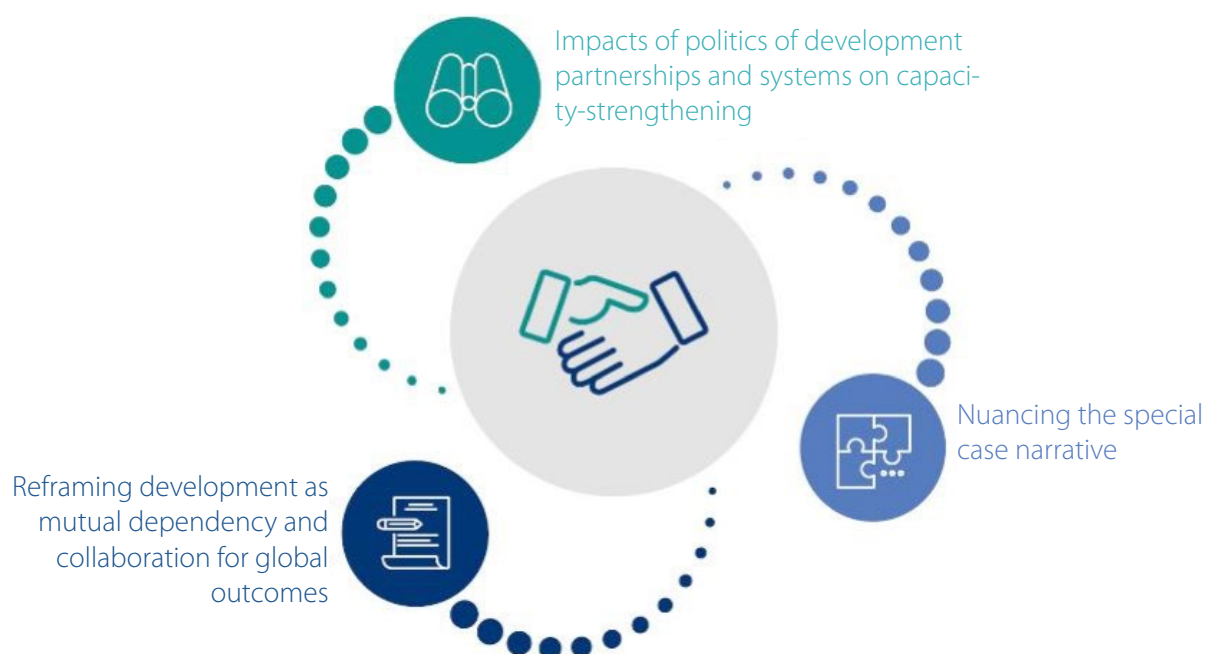 Impacts of politics of development
partnerships and systems on capaci-
ty-strengthening
Nuancing the special
case narrative
Reframing development as
mutual dependency and
collaboration for global
outcomes